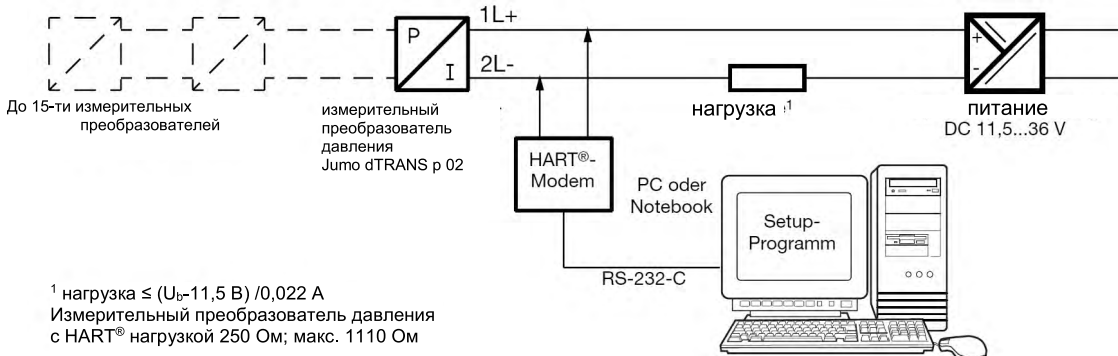 1L+
P
I
2L-
+
-
До 15-ти измерительных
преобразователей
измерительный
преобразователь
давления
Jumo dTRANS p 02
нагрузка ¹
питание
DC 11,5...36 V
HART®-
Modem
PC oder
Notebook
Setup-
Programm
RS-232-C
¹ нагрузка ≤ (Ub-11,5 В) /0,022 А
Измерительный преобразователь давления
с HART® нагрузкой 250 Ом; макс. 1110 Ом